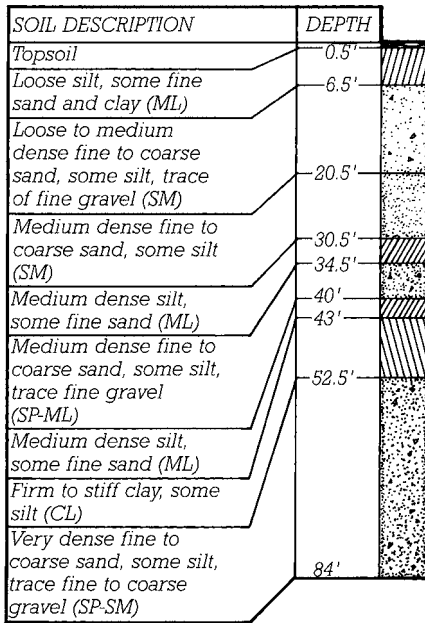 SOIL DESCRIPTION DEPTH
Topsoil 0.5'
Loose silt, some fine
sand and clay (ML) 6.5'
Loose to medium
dense fine to coarse
sand, some silt, trace 20.5'
of fine gravel (SM)
Medium dense fine to 30.5'
coarse sand, some silt
(SM) 34.5'
Medium dense silt, 40'
some fine sand (ML) 43'
Medium dense fine to
coarse sand, some silt, 52.5'
trace fine gravel
(SP-ML)
Medium dense silt,
some fine sand (ML)
Firm to stiff clay, some
silt (CL)
Very dense fine to
coarse sand, some silt, 84'
trace fine to coarse
gravel (SP-SM)